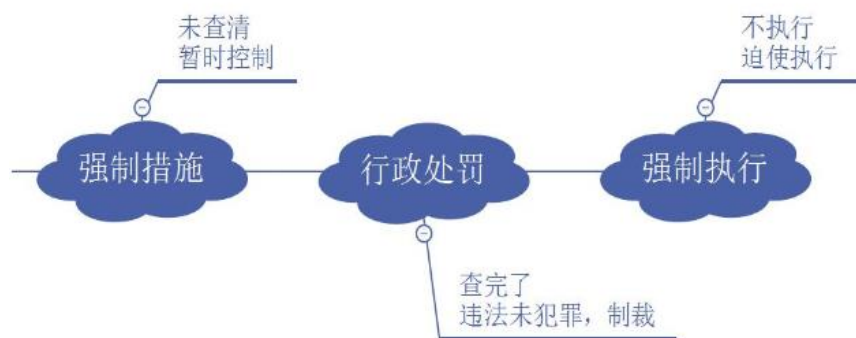 未查清
暂时控制
不执行
迫使执行
强制措施
行政处罚
强制执行
查完了
违法未犯罪，制裁